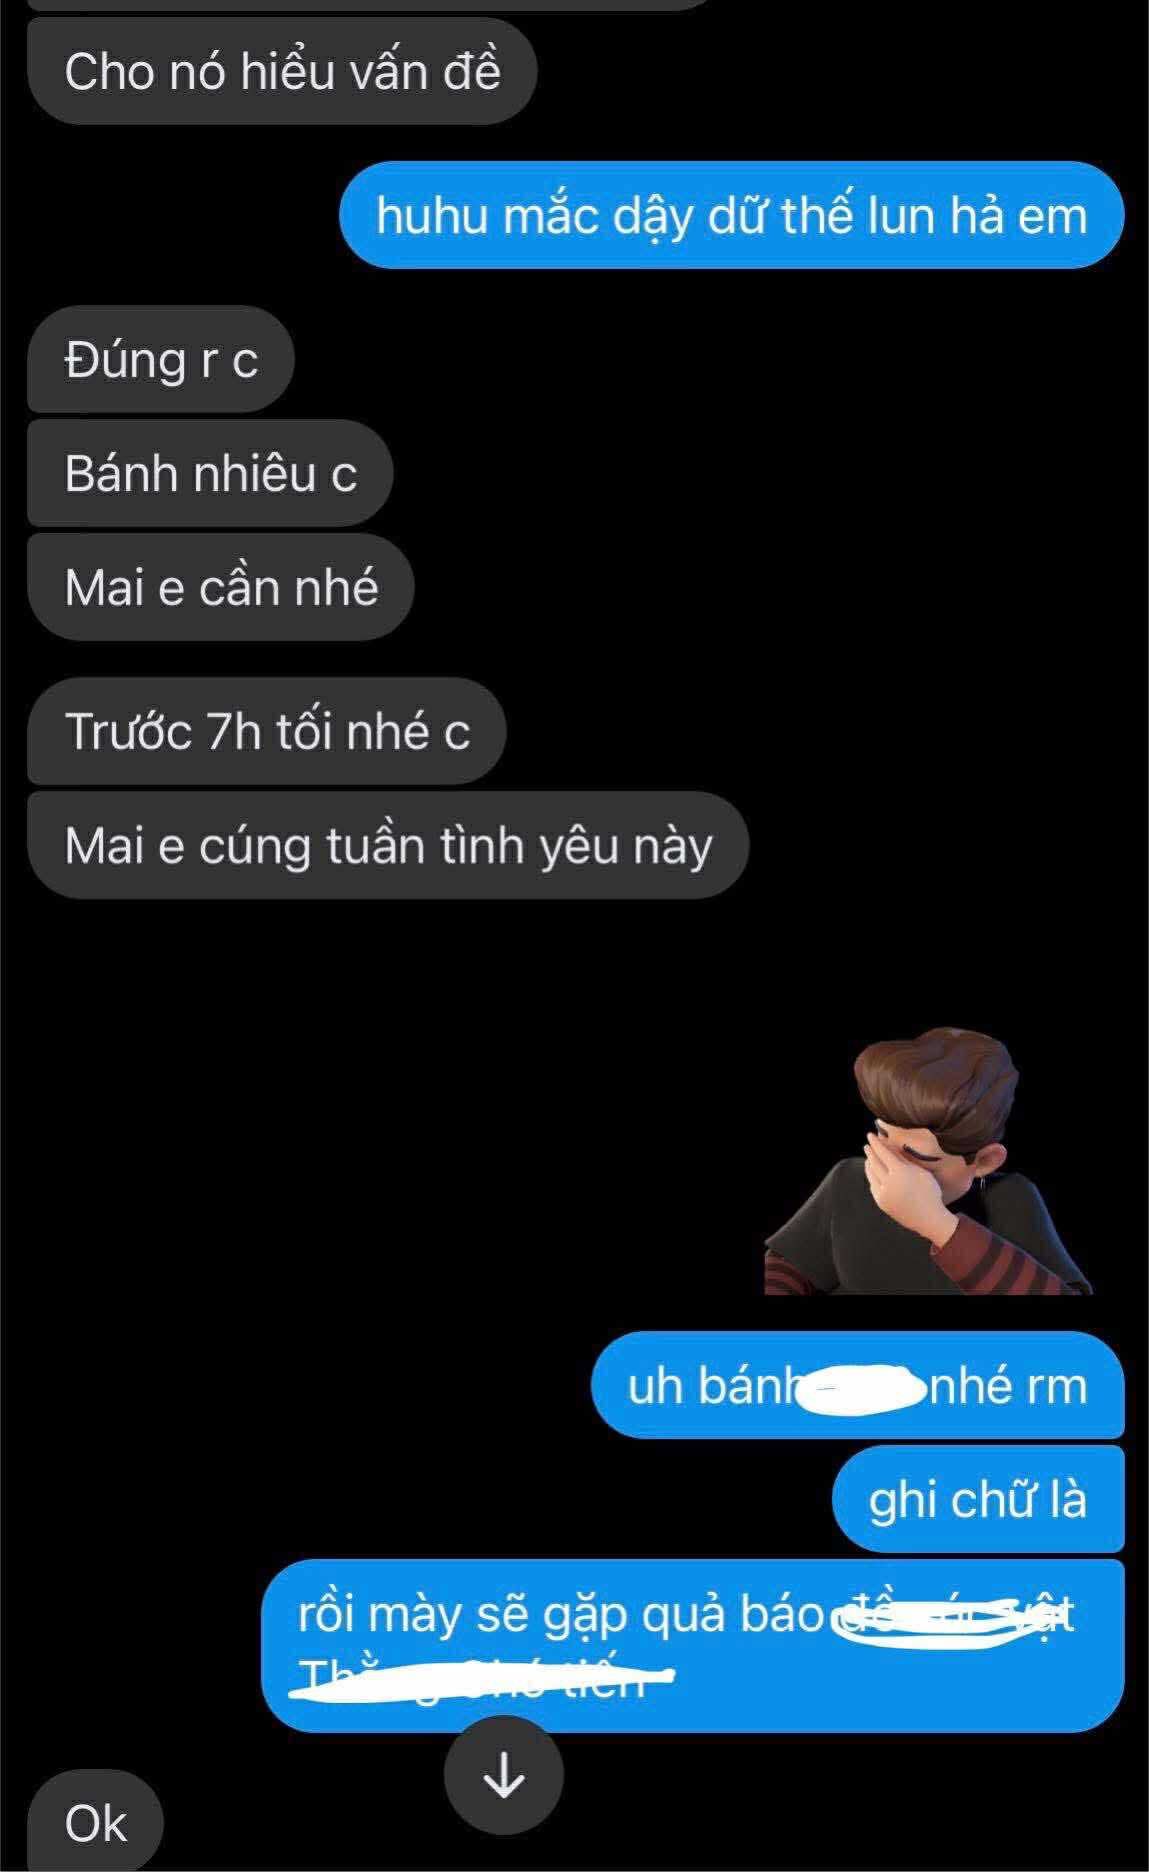 Cho nó hiểu vấn đề
huhu mắc dậy dữ thế lun hả em
Đúng r c
Bánh nhiêu c
Mai e cần nhé
Trước 7h tối nhé c
Mai e cúng tuần tình yêu này
uh bánh nhé rm
ghi chữ là
rồi mày sẽ gặp quả báo
Ok